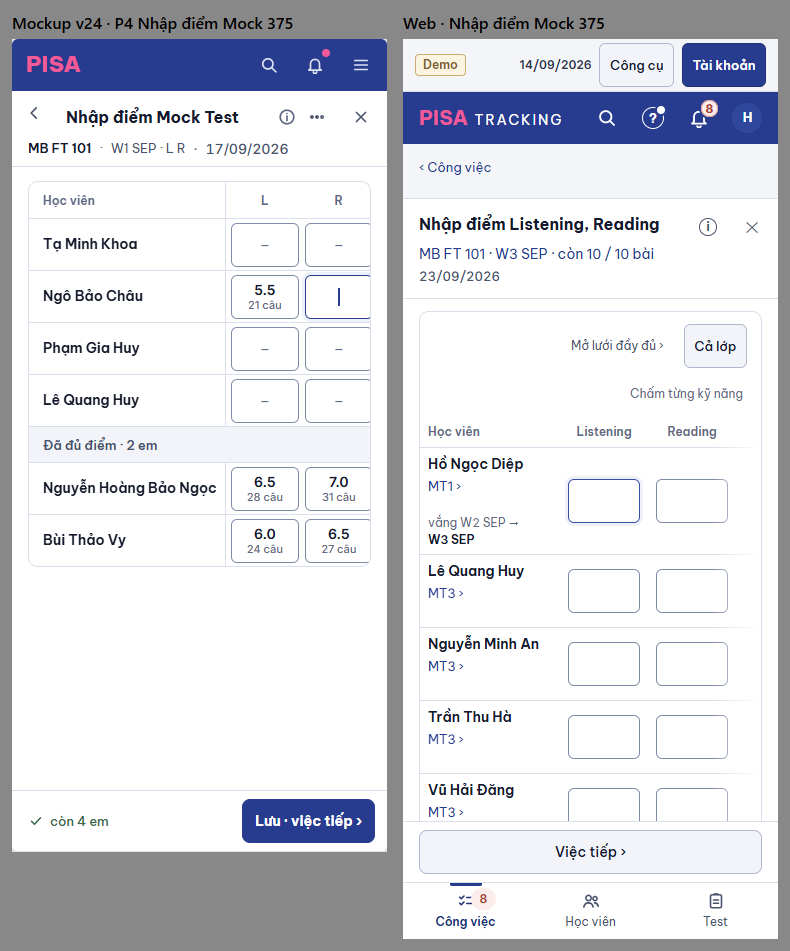 Mockup v24 · P4 Nhập điểm Mock 375
PISA
Nhập điểm Mock Test
MB FT 101 · W1 SEP · L R · 17/09/2026
Học viên L R
Tạ Minh Khoa – –
Ngô Bảo Châu 5.5
21 câu
Phạm Gia Huy – –
Lê Quang Huy – –
Đã đủ điểm · 2 em
Nguyễn Hoàng Bảo Ngọc 6.5 7.0
28 câu 31 câu
Bùi Thảo Vy 6.0 6.5
24 câu 27 câu
còn 4 em
Lưu · việc tiếp ›
Web · Nhập điểm Mock 375
Demo 14/09/2026 Công cụ Tài khoản
PISA TRACKING ? 8 H
‹ Công việc
Nhập điểm Listening, Reading
MB FT 101 · W3 SEP · còn 10 / 10 bài
23/09/2026
Mở lưới đầy đủ › Cả lớp
Chấm từng kỹ năng
Học viên Listening Reading
Hồ Ngọc Diệp
MT1 ›
vắng W2 SEP →
W3 SEP
Lê Quang Huy
MT3 ›
Nguyễn Minh An
MT3 ›
Trần Thu Hà
MT3 ›
Vũ Hải Đăng
MT3 ›
Việc tiếp ›
8
Công việc Học viên Test